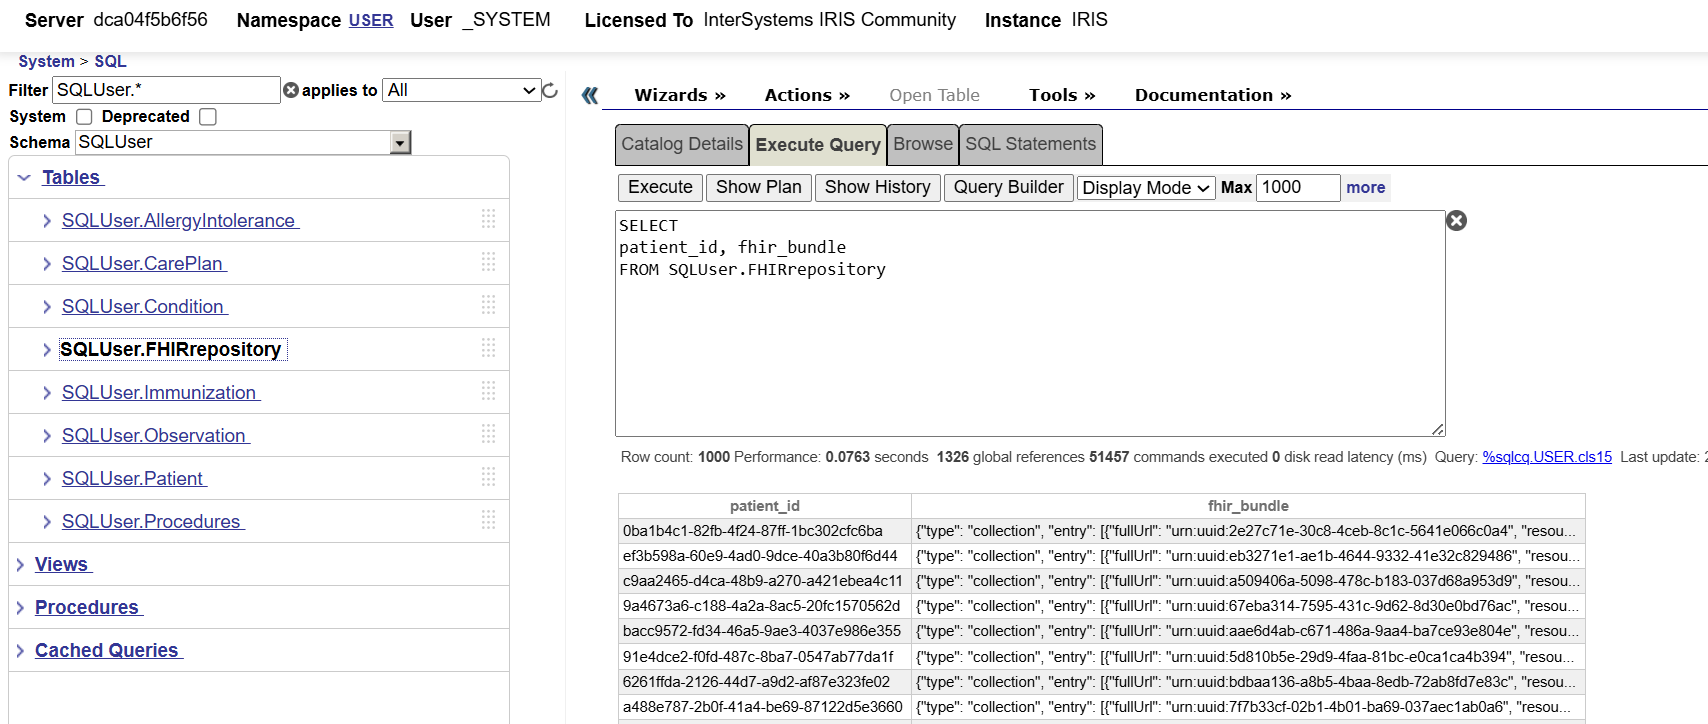 Server dca04f5b6f56 Namespace USER User _SYSTEM Licensed To InterSystems IRIS Community Instance IRIS
System > SQL
Filter SQLUser.* applies to All
System Deprecated
Schema SQLUser
Tables
SQLUser.AllergyIntolerance
SQLUser.CarePlan
SQLUser.Condition
SQLUser.FHIRrepository
SQLUser.Immunization
SQLUser.Observation
SQLUser.Patient
SQLUser.Procedures
Views
Procedures
Cached Queries
« Wizards » Actions » Open Table Tools » Documentation »
Catalog Details Execute Query Browse SQL Statements
Execute Show Plan Show History Query Builder Display Mode Max 1000 more
SELECT
patient_id, fhir_bundle
FROM SQLUser.FHIRrepository
Row count: 1000 Performance: 0.0763 seconds 1326 global references 51457 commands executed 0 disk read latency (ms) Query: %sqlcq.USER.cls15 Last update: 2
patient_id fhir_bundle
0ba1b4c1-82fb-4f24-87ff-1bc302cfc6ba {"type": "collection", "entry": [{"fullUrl": "urn:uuid:2e27c71e-30c8-4ceb-8c1c-5641e066c0a4", "resou...
ef3b598a-60e9-4ad0-9dce-40a3b80f6d44 {"type": "collection", "entry": [{"fullUrl": "urn:uuid:eb3271e1-ae1b-4644-9332-41e32c829486", "resou...
c9aa2465-d4ca-48b9-a270-a421ebea4c11 {"type": "collection", "entry": [{"fullUrl": "urn:uuid:a509406a-5098-478c-b183-037d68a953d9", "resou...
9a4673a6-c188-4a2a-8ac5-20fc1570562d {"type": "collection", "entry": [{"fullUrl": "urn:uuid:67eba314-7595-431c-9d62-8d30e0bd76ac", "resou...
bacc9572-fd34-46a5-9ae3-4037e986e355 {"type": "collection", "entry": [{"fullUrl": "urn:uuid:aae6d4ab-c671-486a-9aa4-ba7ce93e804e", "resou...
91e4dce2-f0fd-487c-8ba7-0547ab77da1f {"type": "collection", "entry": [{"fullUrl": "urn:uuid:5d810b5e-29d9-4faa-81bc-e0ca1ca4b394", "resou...
6261ffda-2126-44d7-a9d2-af87e323fe02 {"type": "collection", "entry": [{"fullUrl": "urn:uuid:bdbaa136-a8b5-4baa-8edb-72ab8fd7e83c", "resou...
a488e787-2b0f-41a4-be69-87122d5e3660 {"type": "collection", "entry": [{"fullUrl": "urn:uuid:7f7b33cf-02b1-4b01-ba69-037aec1ab0a6", "resou...